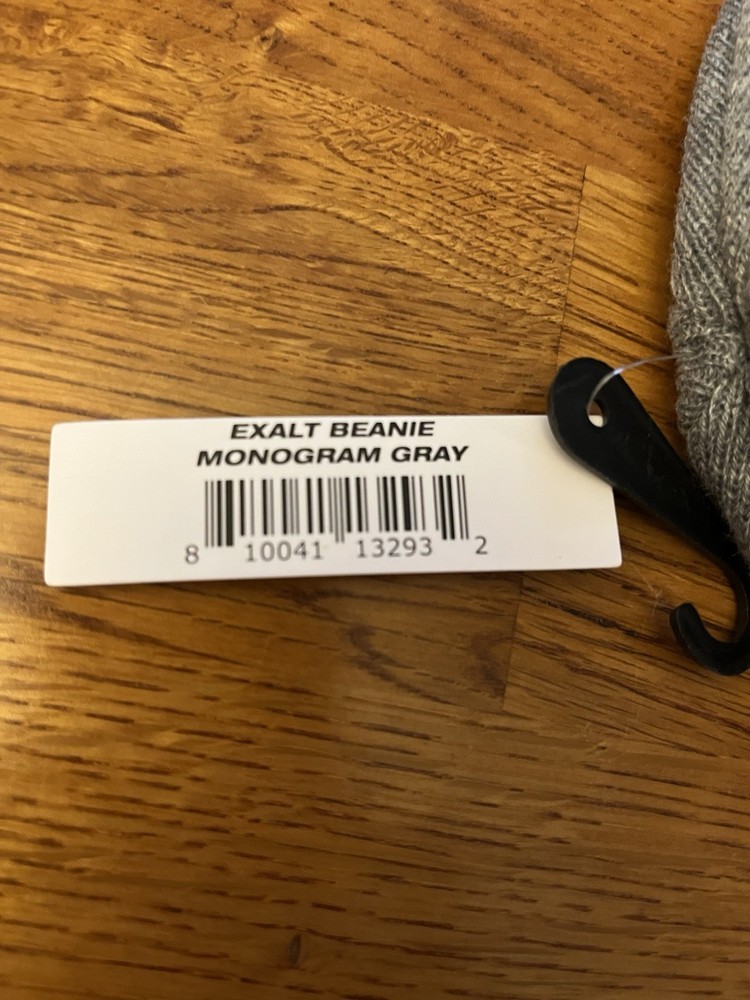 EXALT BEANIE
MONOGRAM GRAY
8 10041 13293 2